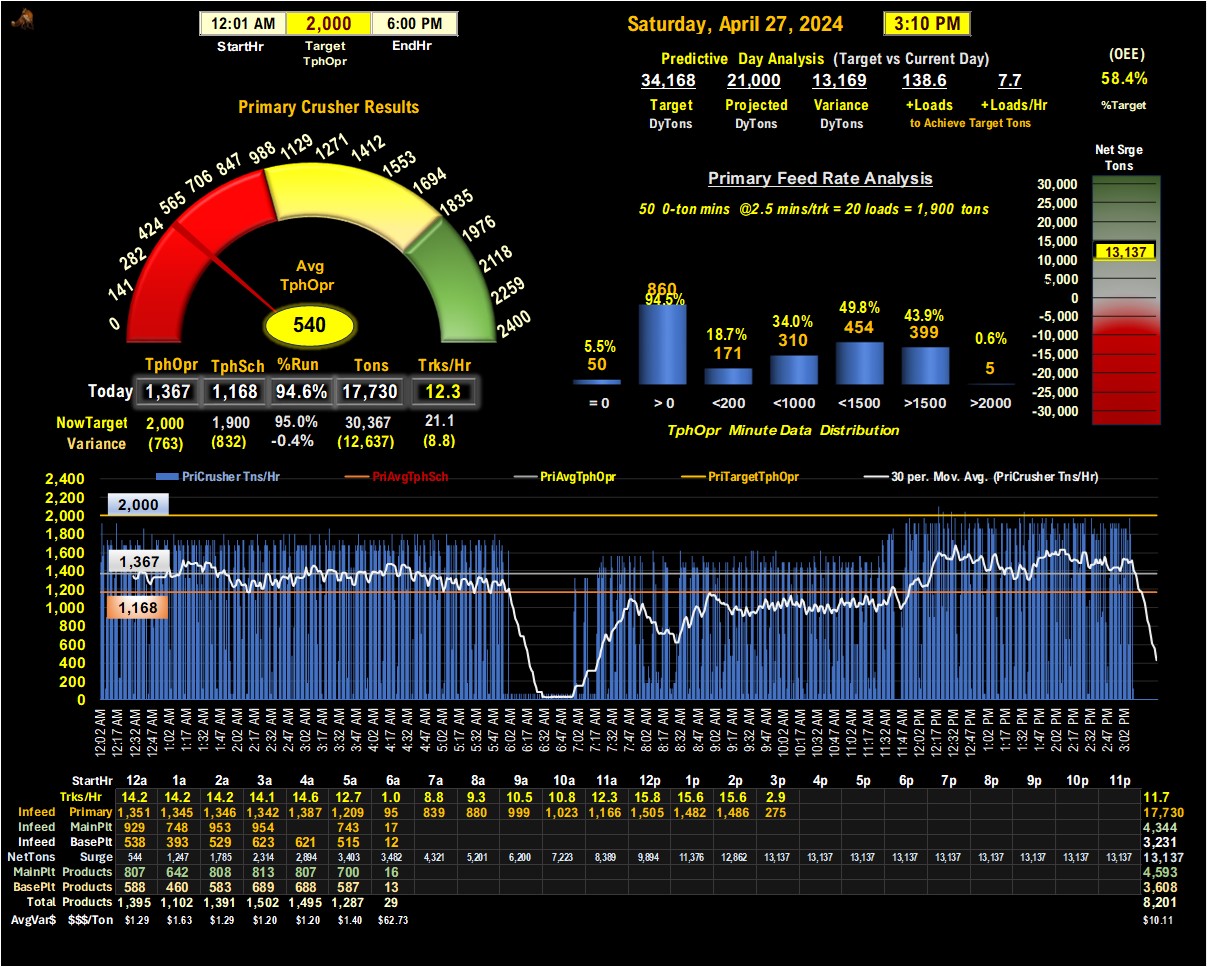 12:01 AM 2,000 6:00 PM
StartHr Target EndHr
TphOpr
Saturday, April 27, 2024 3:10 PM
Predictive Day Analysis (Target vs Current Day)
34,168 21,000 13,169 138.6 7.7
Target Projected Variance +Loads +Loads/Hr
DyTons DyTons DyTons to Achieve Target Tons
(OEE)
58.4%
%Target
Primary Crusher Results
0 141 282 424 565 706 847 988 1129 1271 1412 1553 1694 1835 1976 2118 2259 2400
Avg
TphOpr
540
TphOpr TphSch %Run Tons Trks/Hr
Today 1,367 1,168 94.6% 17,730 12.3
NowTarget 2,000 1,900 95.0% 30,367 21.1
Variance (763) (832) -0.4% (12,637) (8.8)
Primary Feed Rate Analysis
50 0-ton mins @2.5 mins/trk = 20 loads = 1,900 tons
5.5% 94.5% 18.7% 34.0% 49.8% 43.9% 0.6%
50 860 171 310 454 399 5
= 0 > 0 <200 <1000 <1500 >1500 >2000
TphOpr Minute Data Distribution
Net Srge
Tons
30,000
25,000
20,000
15,000
13,137
10,000
5,000
0
-5,000
-10,000
-15,000
-20,000
-25,000
-30,000
PriCrusher Tns/Hr PriAvgTphSch PriAvgTphOpr PriTargetTphOpr 30 per. Mov. Avg. (PriCrusher Tns/Hr)
2,400
2,200
2,000
1,800
1,600
1,400
1,200
1,000
800
600
400
200
0
2,000
1,367
1,168
12:02 AM 12:17 AM 12:32 AM 12:47 AM 1:02 AM 1:17 AM 1:32 AM 1:47 AM 2:02 AM 2:17 AM 2:32 AM 2:47 AM 3:02 AM 3:17 AM 3:32 AM 3:47 AM 4:02 AM 4:17 AM 4:32 AM 4:47 AM 5:02 AM 5:17 AM 5:32 AM 5:47 AM 6:02 AM 6:17 AM 6:32 AM 6:47 AM 7:02 AM 7:17 AM 7:32 AM 7:47 AM 8:02 AM 8:17 AM 8:32 AM 8:47 AM 9:02 AM 9:17 AM 9:32 AM 9:47 AM 10:02 AM 10:17 AM 10:32 AM 10:47 AM 11:02 AM 11:17 AM 11:32 AM 11:47 AM 12:02 PM 12:17 PM 12:32 PM 12:47 PM 1:02 PM 1:17 PM 1:32 PM 1:47 PM 2:02 PM 2:17 PM 2:32 PM 2:47 PM 3:02 PM
StartHr 12a 1a 2a 3a 4a 5a 6a 7a 8a 9a 10a 11a 12p 1p 2p 3p 4p 5p 6p 7p 8p 9p 10p 11p
Trks/Hr 14.2 14.2 14.2 14.1 14.6 12.7 1.0 8.8 9.3 10.5 10.8 12.3 15.8 15.6 15.6 2.9 11.7
Infeed Primary 1,351 1,345 1,346 1,342 1,387 1,209 95 839 880 999 1,023 1,166 1,505 1,482 1,486 275 17,730
Infeed MainPlt 929 748 953 954 743 17 4,344
Infeed BasePlt 538 393 529 623 621 515 12 3,231
NetTons Surge 544 1,247 1,785 2,314 2,894 3,403 3,482 4,321 5,201 6,200 7,223 8,389 9,894 11,376 12,862 13,137 13,137 13,137 13,137 13,137 13,137 13,137 13,137 13,137 13,137
MainPlt Products 807 642 808 813 807 700 16 4,593
BasePlt Products 588 460 583 689 688 587 13 3,608
Total Products 1,395 1,102 1,391 1,502 1,495 1,287 29 8,201
AvgVar$ $$$/Ton $1.29 $1.63 $1.29 $1.20 $1.20 $1.40 $62.73 $10.11